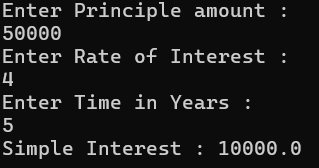 Enter Principle amount :
50000
Enter Rate of Interest :
4
Enter Time in Years :
5
Simple Interest : 10000.0